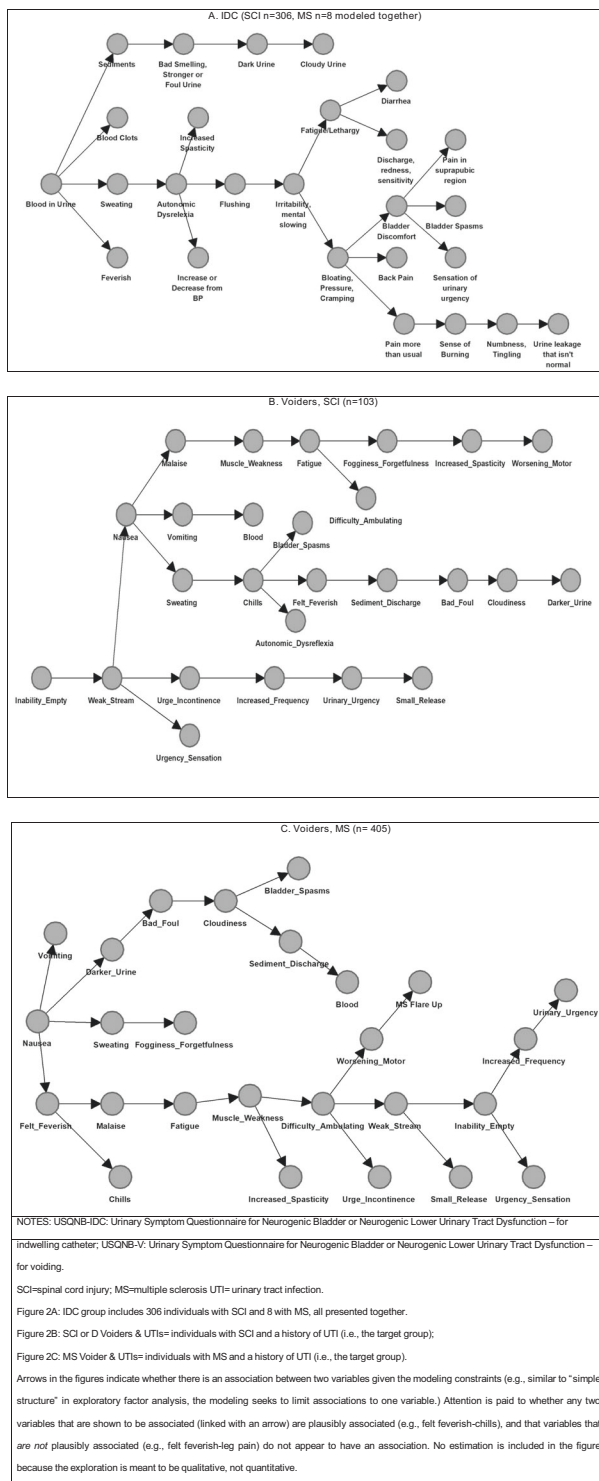 A. IDC (SCI n=306, MS n=8 modeled together)
Sediments
Bad Smelling,
Stronger or
Foul Urine
Dark Urine
Cloudy Urine
Blood Clots
Increased
Spasticity
Fatigue/Lethargy
Diarrhea
Discharge,
redness,
sensitivity
Pain in
suprapubic
region
Blood in Urine
Sweating
Autonomic
Dysrelexia
Flushing
Irritability,
mental
slowing
Bladder
Discomfort
Bladder Spasms
Feverish
Increase or
Decrease from
BP
Bloating,
Pressure,
Cramping
Back Pain
Sensation of
urinary
urgency
Pain more
than usual
Sense of
Burning
Numbness,
Tingling
Urine leakage
that isn't
normal
B. Voiders, SCI (n=103)
Malaise
Muscle_Weakness
Fatigue
Fogginess_Forgetfulness
Increased_Spasticity
Worsening_Motor
Difficulty_Ambulating
Nausea
Vomiting
Blood
Bladder_Spasms
Sweating
Chills
Felt_Feverish
Sediment_Discharge
Bad_Foul
Cloudiness
Darker_Urine
Autonomic_Dysreflexia
Inability_Empty
Weak_Stream
Urge_Incontinence
Increased_Frequency
Urinary_Urgency
Small_Release
Urgency_Sensation
C. Voiders, MS (n= 405)
Bladder_Spasms
Bad_Foul
Cloudiness
Vomiting
Darker_Urine
Sediment_Discharge
Blood
MS Flare Up
Urinary_Urgency
Nausea
Sweating
Fogginess_Forgetfulness
Worsening_Motor
Increased_Frequency
Felt_Feverish
Malaise
Fatigue
Muscle_Weakness
Difficulty_Ambulating
Weak_Stream
Inability_Empty
Chills
Increased_Spasticity
Urge_Incontinence
Small_Release
Urgency_Sensation
NOTES: USQNB-IDC: Urinary Symptom Questionnaire for Neurogenic Bladder or Neurogenic Lower Urinary Tract Dysfunction – for
indwelling catheter; USQNB-V: Urinary Symptom Questionnaire for Neurogenic Bladder or Neurogenic Lower Urinary Tract Dysfunction –
for voiding.
SCI=spinal cord injury; MS=multiple sclerosis UTI= urinary tract infection.
Figure 2A: IDC group includes 306 individuals with SCI and 8 with MS, all presented together.
Figure 2B: SCI or D Voiders & UTIs= individuals with SCI and a history of UTI (i.e., the target group);
Figure 2C: MS Voider & UTIs= individuals with MS and a history of UTI (i.e., the target group).
Arrows in the figures indicate whether there is an association between two variables given the modeling constraints (e.g., similar to “simple
structure” in exploratory factor analysis, the modeling seeks to limit associations to one variable.) Attention is paid to whether any two
variables that are shown to be associated (linked with an arrow) are plausibly associated (e.g., felt feverish-chills), and that variables that
are not plausibly associated (e.g., felt feverish-leg pain) do not appear to have an association. No estimation is included in the figure
because the exploration is meant to be qualitative, not quantitative.